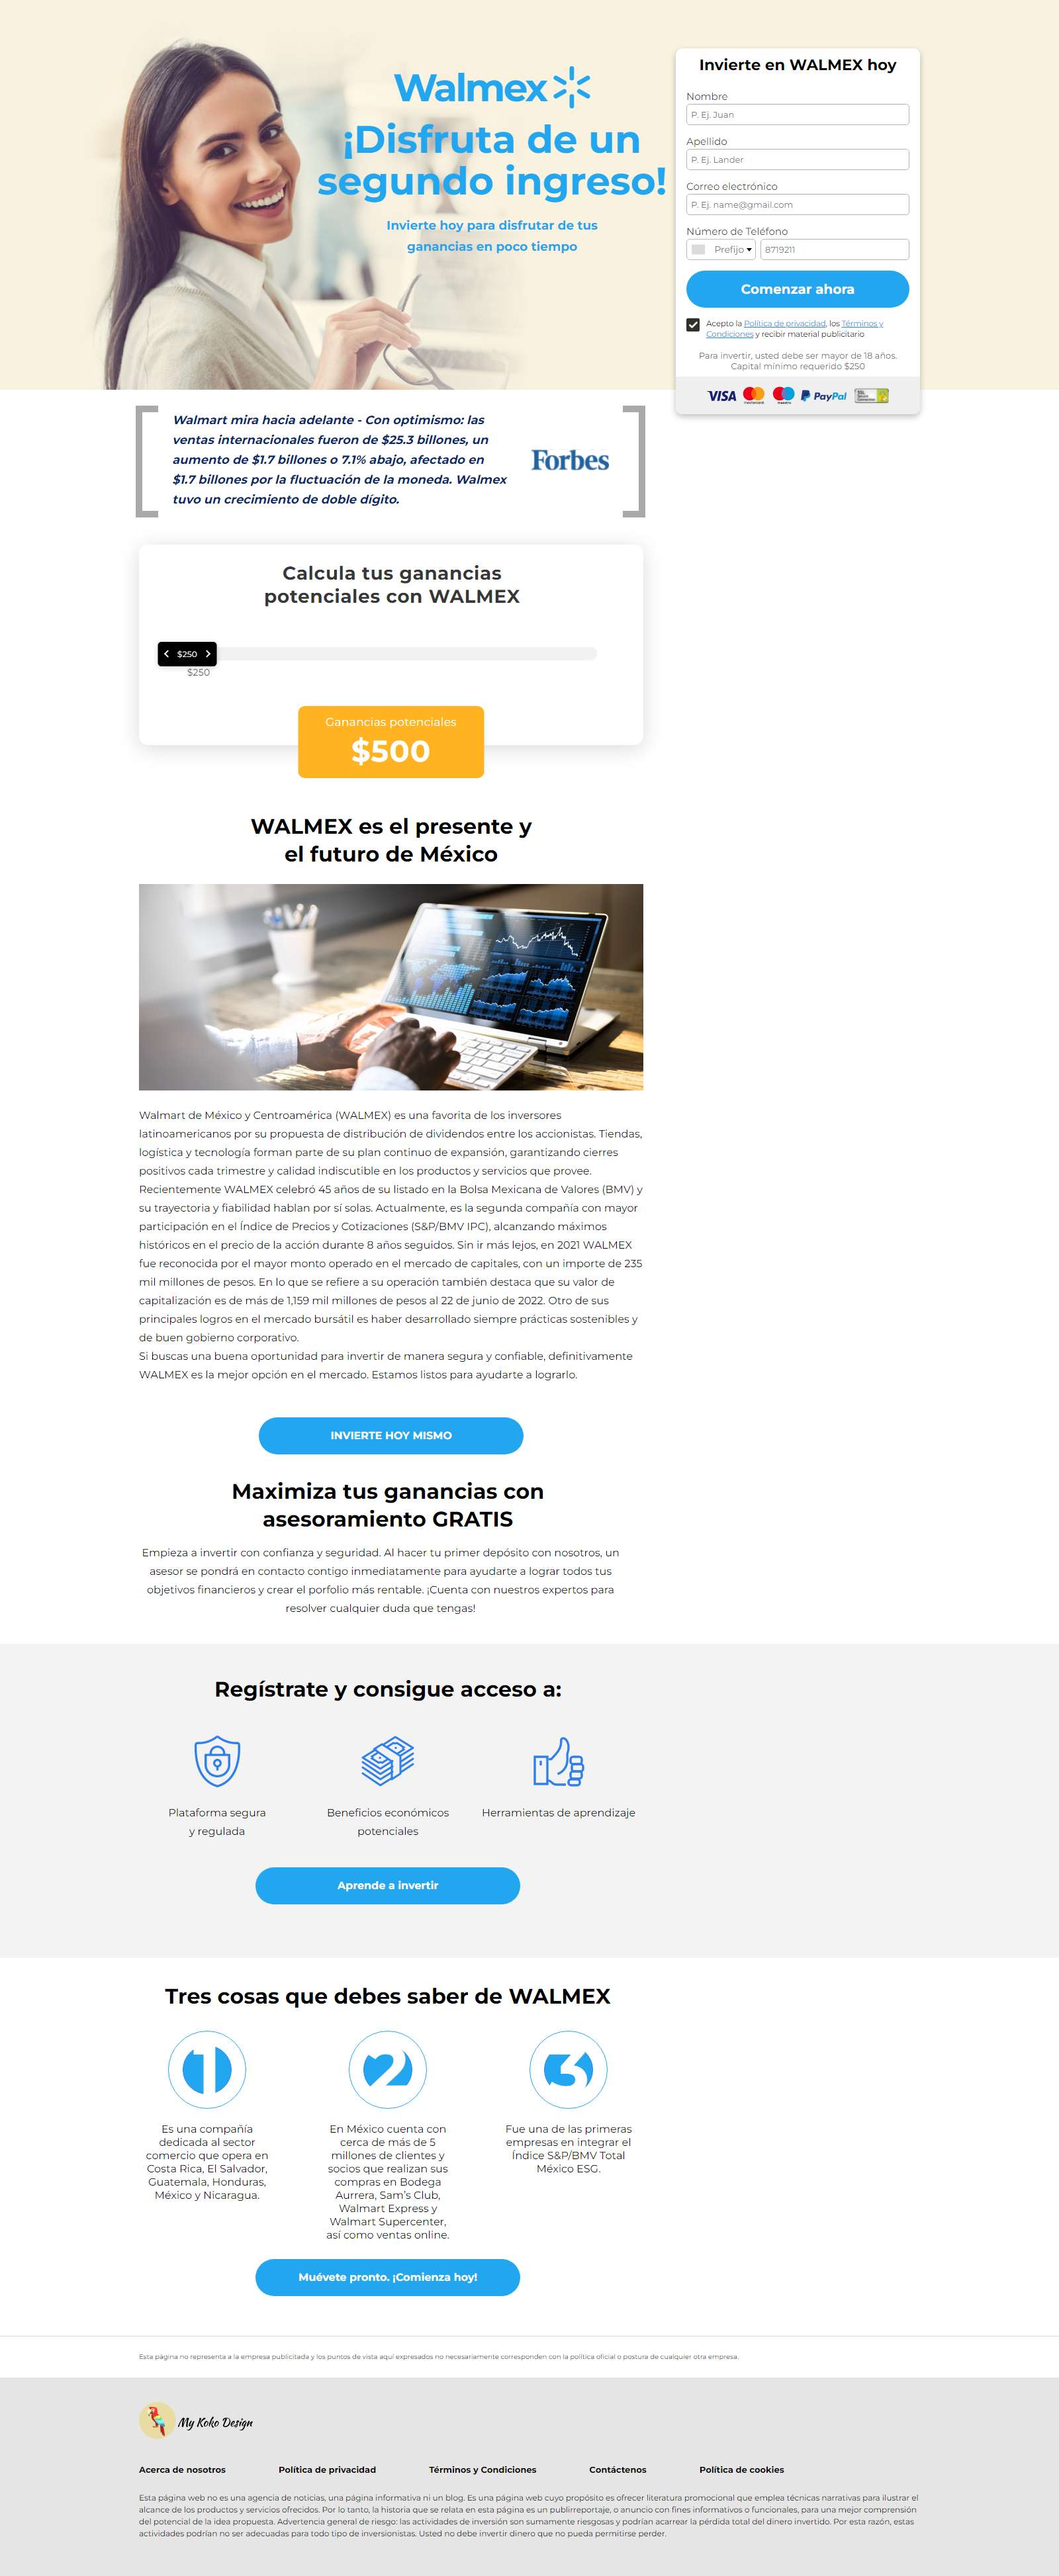 Walmex
¡Disfruta de un
segundo ingreso!
Invierte hoy para disfrutar de tus
ganancias en poco tiempo
Invierte en WALMEX hoy
Nombre
P. Ej. Juan
Apellido
P. Ej. Lander
Correo electrónico
P. Ej. name@gmail.com
Número de Teléfono
Prefijo
8719211
Comenzar ahora
Acepto la Política de privacidad, los Términos y
Condiciones y recibir material publicitario
Para invertir, usted debe ser mayor de 18 años.
Capital mínimo requerido $250
VISA
PayPal
Walmart mira hacia adelante - Con optimismo: las
ventas internacionales fueron de $25.3 billones, un
aumento de $1.7 billones o 7.1% abajo, afectado en
$1.7 billones por la fluctuación de la moneda. Walmex
tuvo un crecimiento de doble dígito.
Forbes
Calcula tus ganancias
potenciales con WALMEX
$250
$250
Ganancias potenciales
$500
WALMEX es el presente y
el futuro de México
Walmart de México y Centroamérica (WALMEX) es una favorita de los inversores
latinoamericanos por su propuesta de distribución de dividendos entre los accionistas. Tiendas,
logística y tecnología forman parte de su plan continuo de expansión, garantizando cierres
positivos cada trimestre y calidad indiscutible en los productos y servicios que provee.
Recientemente WALMEX celebró 45 años de su listado en la Bolsa Mexicana de Valores (BMV) y
su trayectoria y fiabilidad hablan por sí solas. Actualmente, es la segunda compañía con mayor
participación en el Índice de Precios y Cotizaciones (S&P/BMV IPC), alcanzando máximos
históricos en el precio de la acción durante 8 años seguidos. Sin ir más lejos, en 2021 WALMEX
fue reconocida por el mayor monto operado en el mercado de capitales, con un importe de 235
mil millones de pesos. En lo que se refiere a su operación también destaca que su valor de
capitalización es de más de 1,159 mil millones de pesos al 22 de junio de 2022. Otro de sus
principales logros en el mercado bursátil es haber desarrollado siempre prácticas sostenibles y
de buen gobierno corporativo.
Si buscas una buena oportunidad para invertir de manera segura y confiable, definitivamente
WALMEX es la mejor opción en el mercado. Estamos listos para ayudarte a lograrlo.
INVIERTE HOY MISMO
Maximiza tus ganancias con
asesoramiento GRATIS
Empieza a invertir con confianza y seguridad. Al hacer tu primer depósito con nosotros, un
asesor se pondrá en contacto contigo inmediatamente para ayudarte a lograr todos tus
objetivos financieros y crear el porfolio más rentable. ¡Cuenta con nuestros expertos para
resolver cualquier duda que tengas!
Regístrate y consigue acceso a:
Plataforma segura
y regulada
Beneficios económicos
potenciales
Herramientas de aprendizaje
Aprende a invertir
Tres cosas que debes saber de WALMEX
1
2
3
Es una compañía
dedicada al sector
comercio que opera en
Costa Rica, El Salvador,
Guatemala, Honduras,
México y Nicaragua.
En México cuenta con
cerca de más de 5
millones de clientes y
socios que realizan sus
compras en Bodega
Aurrera, Sam's Club,
Walmart Express y
Walmart Supercenter,
así como ventas online.
Fue una de las primeras
empresas en integrar el
Índice S&P/BMV Total
México ESG.
Muévete pronto. ¡Comienza hoy!
Esta página no representa a la empresa publicitada y los puntos de vista aquí expresados no necesariamente corresponden con la política oficial o postura de cualquier otra empresa.
My Koko Design
Acerca de nosotros
Política de privacidad
Términos y Condiciones
Contáctenos
Política de cookies
Esta página web no es una agencia de noticias, una página informativa ni un blog. Es una página web cuyo propósito es ofrecer literatura promocional que emplea técnicas narrativas para ilustrar el
alcance de los productos y servicios ofrecidos. Por lo tanto, la historia que se relata en esta página es un publirreportaje, o anuncio con fines informativos o funcionales, para una mejor comprensión
del potencial de la idea propuesta. Advertencia general de riesgo: las actividades de inversión son sumamente riesgosas y podrían acarrear la pérdida total del dinero invertido. Por esta razón, estas
actividades podrían no ser adecuadas para todo tipo de inversionistas. Usted no debe invertir dinero que no pueda permitirse perder.